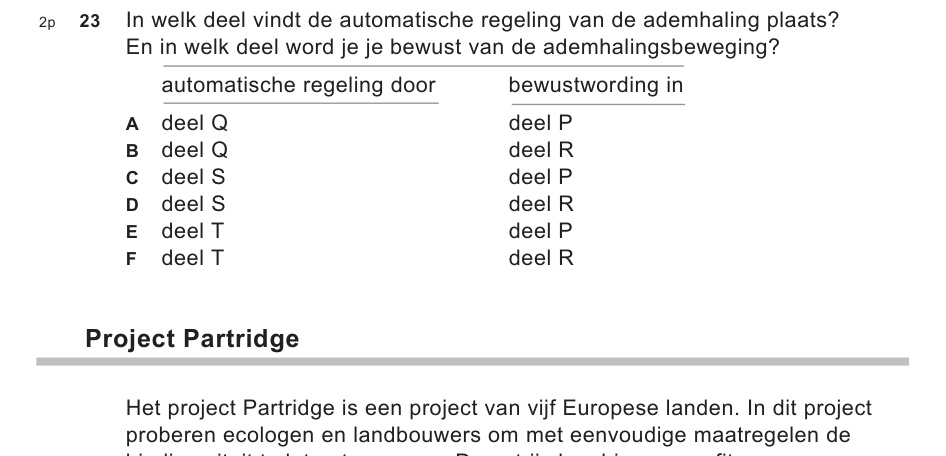 2p 23 In welk deel vindt de automatische regeling van de ademhaling plaats?
En in welk deel word je je bewust van de ademhalingsbeweging?
automatische regeling door bewustwording in
A deel Q deel P
B deel Q deel R
C deel S deel P
D deel S deel R
E deel T deel P
F deel T deel R
Project Partridge
Het project Partridge is een project van vijf Europese landen. In dit project
proberen ecologen en landbouwers om met eenvoudige maatregelen de